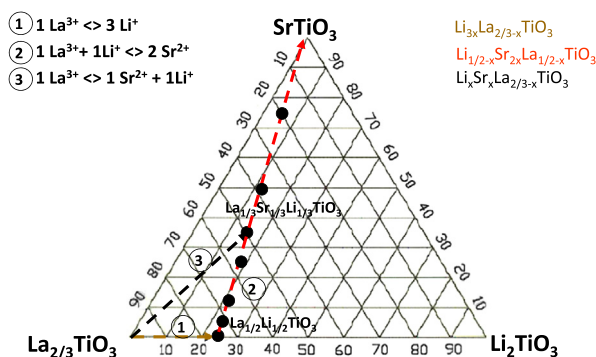 ① 1 La³⁺ <> 3 Li⁺
② 1 La³⁺+ 1Li⁺ <> 2 Sr²⁺
③ 1 La³⁺ <> 1 Sr²⁺ + 1Li⁺
SrTiO₃
Li₃ₓLa₂/₃₋ₓTiO₃
Li₁/₂₋ₓSr₂ₓLa₁/₂₋ₓTiO₃
LiₓSrₓLa₂/₃₋ₓTiO₃
10 80
20 70
30 60
40 50
50 40
La₁/₃Sr₁/₃Li₁/₃TiO₃
60 30
70 20
③
80 10
②
90
① La₁/₂Li₁/₂TiO₃
La₂/₃TiO₃ Li₂TiO₃
10 20 30 40 50 60 70 80 90